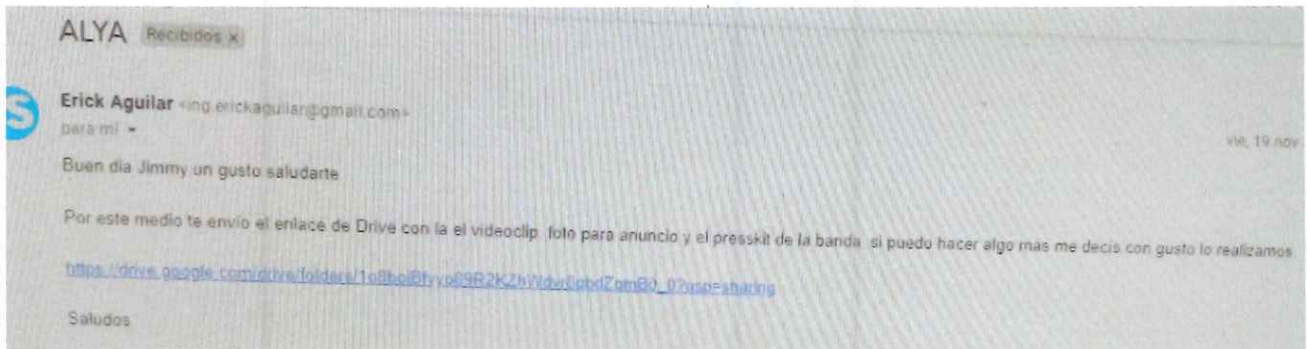 ALYA Recibidos x
Erick Aguilar <ing.erickaguilar@gmail.com>
para mí
vie, 19 nov
Buen día Jimmy un gusto saludarte
Por este medio te envío el enlace de Drive con la el videoclip, foto para anuncio y el presskit de la banda, si puedo hacer algo mas me decis con gusto lo realizamos
Saludos